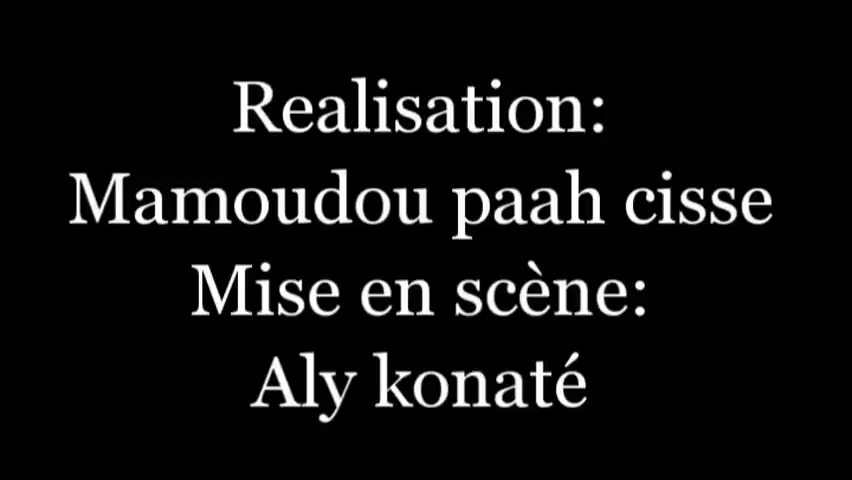 Realisation:
Mamoudou paah cisse
Mise en scène:
Aly konaté